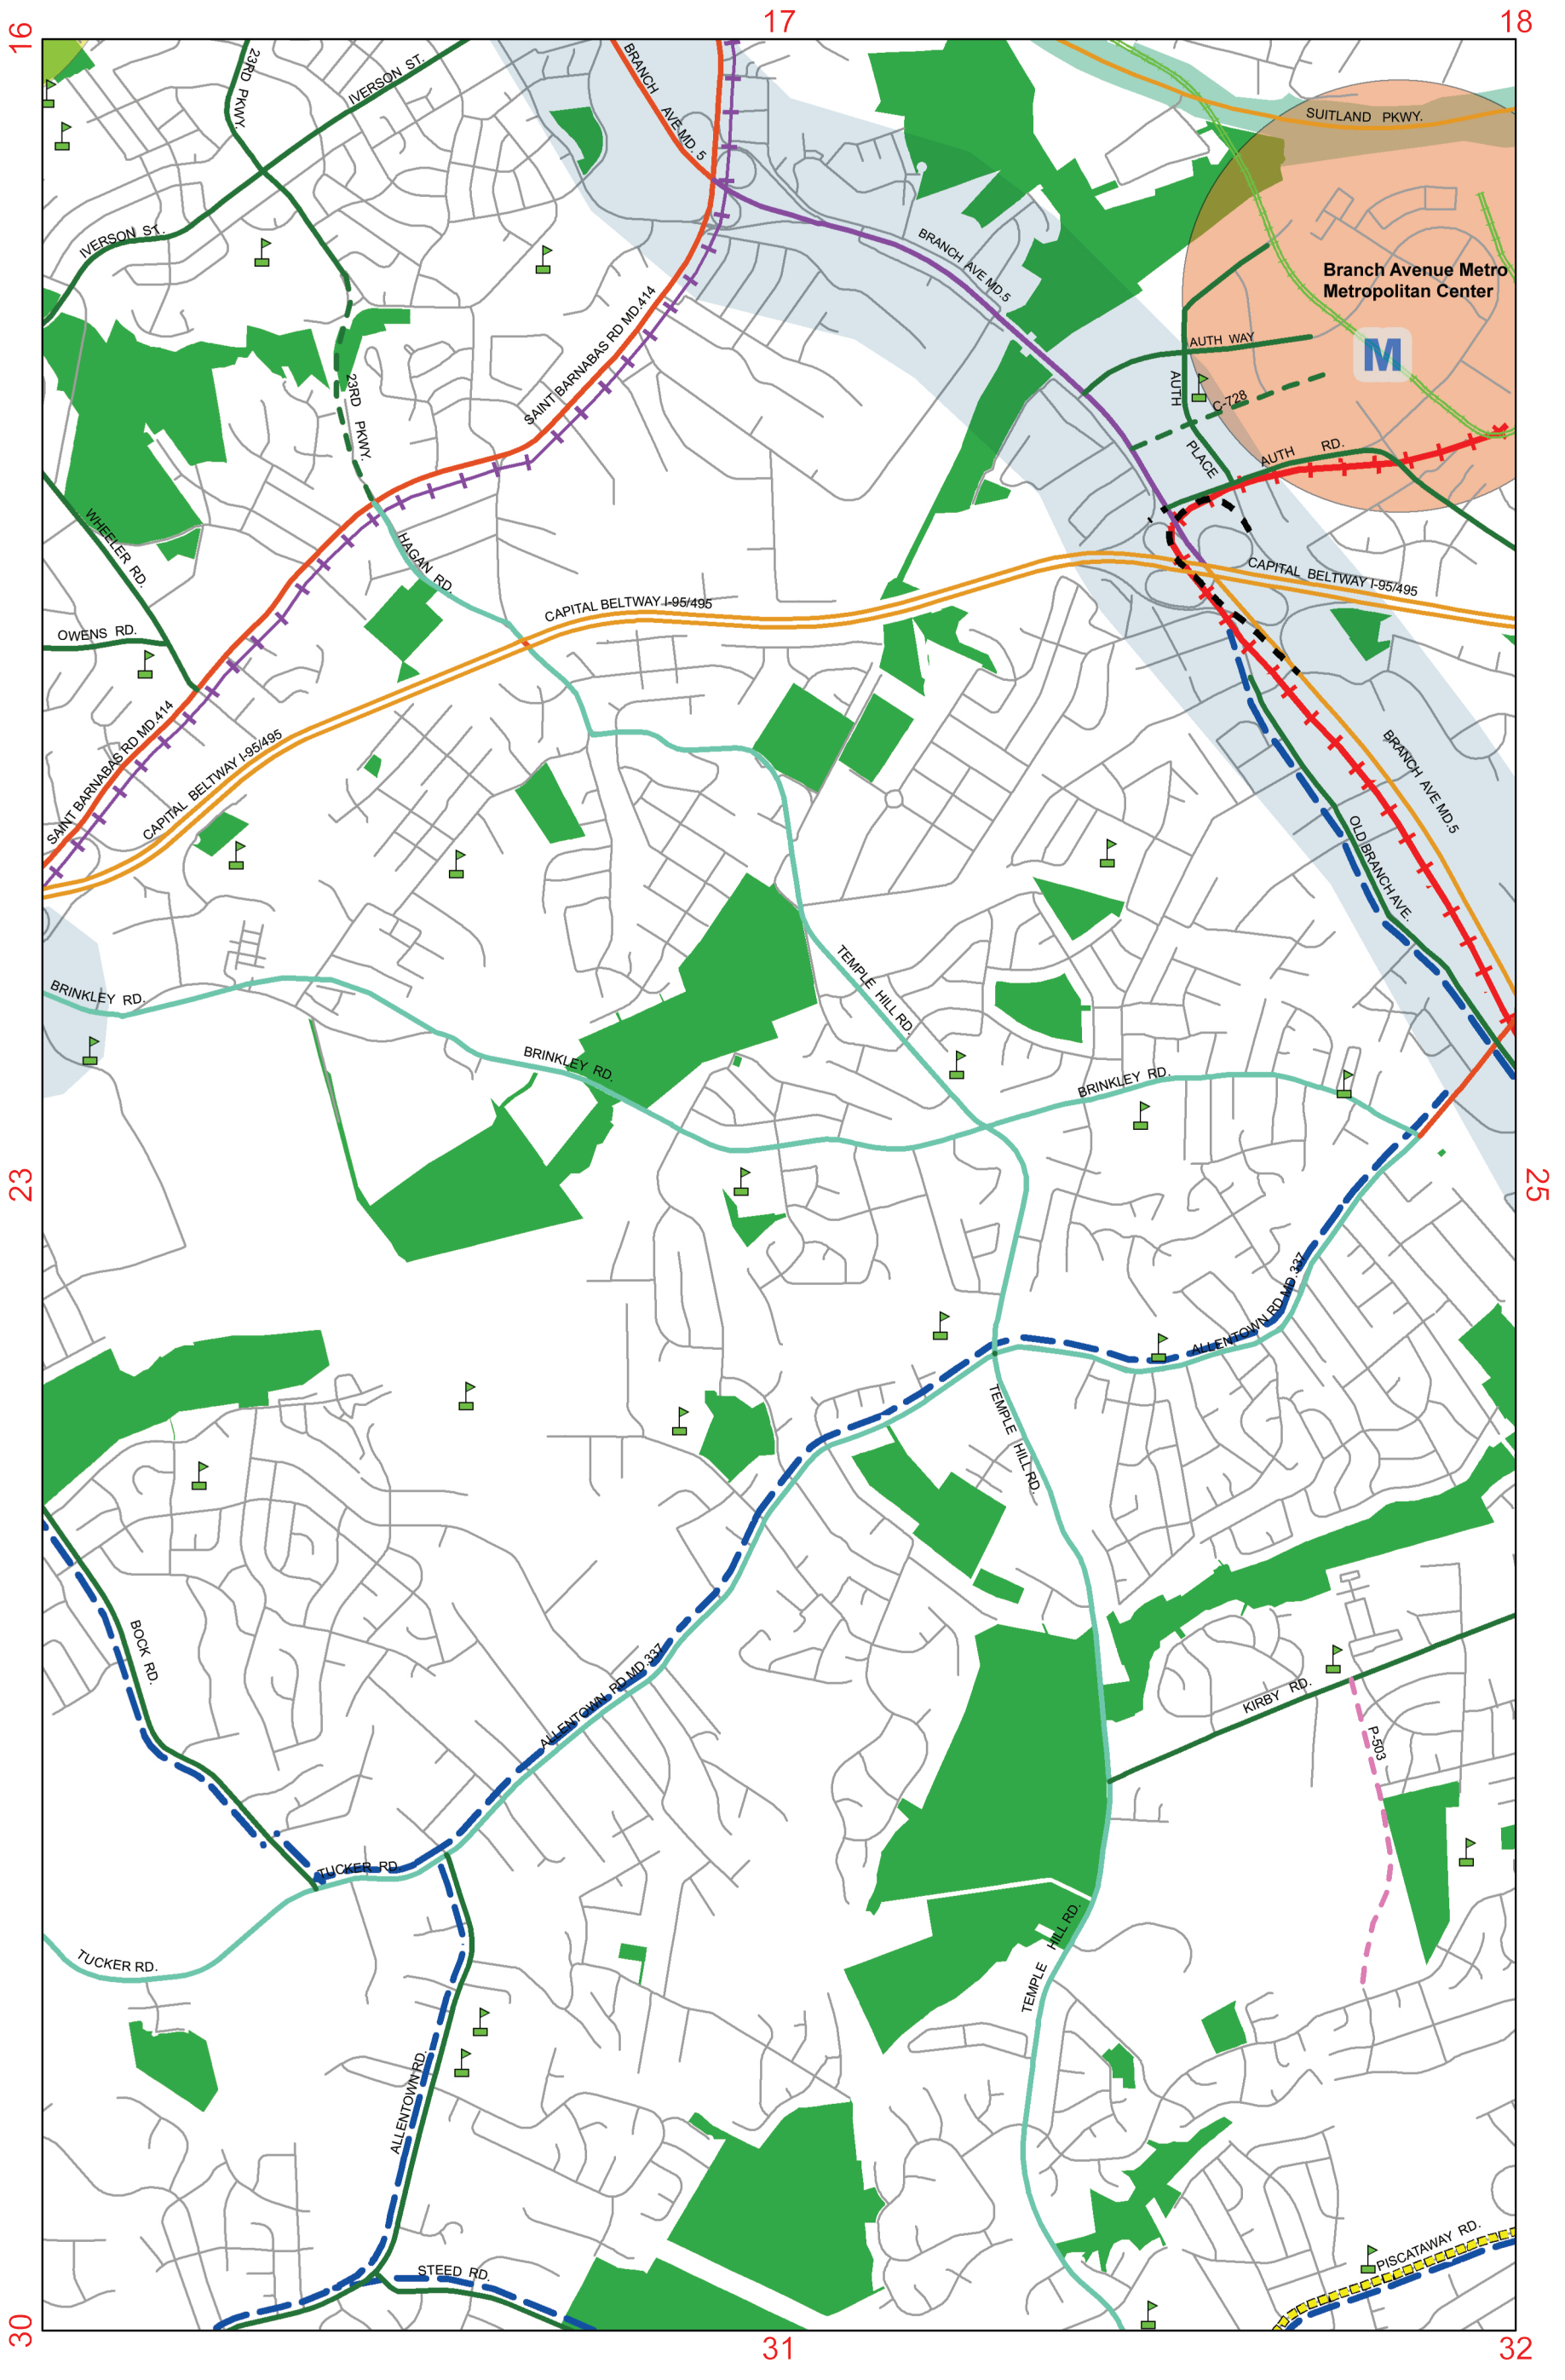 16
17
18
23RD PKWY.
IVERSON ST.
BRANCH AVE MD. 5
SUITLAND PKWY.
IVERSON ST.
BRANCH AVE MD.5
Branch Avenue Metro
Metropolitan Center
M
SAINT BARNABAS RD MD.414
AUTH WAY
AUTH PLACE
C-728
23RD PKWY.
AUTH RD.
WHEELER RD.
HAGAN RD.
CAPITAL BELTWAY I-95/495
CAPITAL BELTWAY I-95/495
OWENS RD.
SAINT BARNABAS RD MD.414
CAPITAL BELTWAY I-95/495
BRANCH AVE MD.5
OLD BRANCH AVE.
BRINKLEY RD.
TEMPLE HILL RD.
BRINKLEY RD.
BRINKLEY RD.
23
25
ALLENTOWN RD MD.337
TEMPLE HILL RD.
BOCK RD.
ALLENTOWN RD MD.337
KIRBY RD.
P-503
TUCKER RD.
TUCKER RD.
TEMPLE HILL RD.
ALLENTOWN RD.
STEED RD.
PISCATAWAY RD.
30
31
32